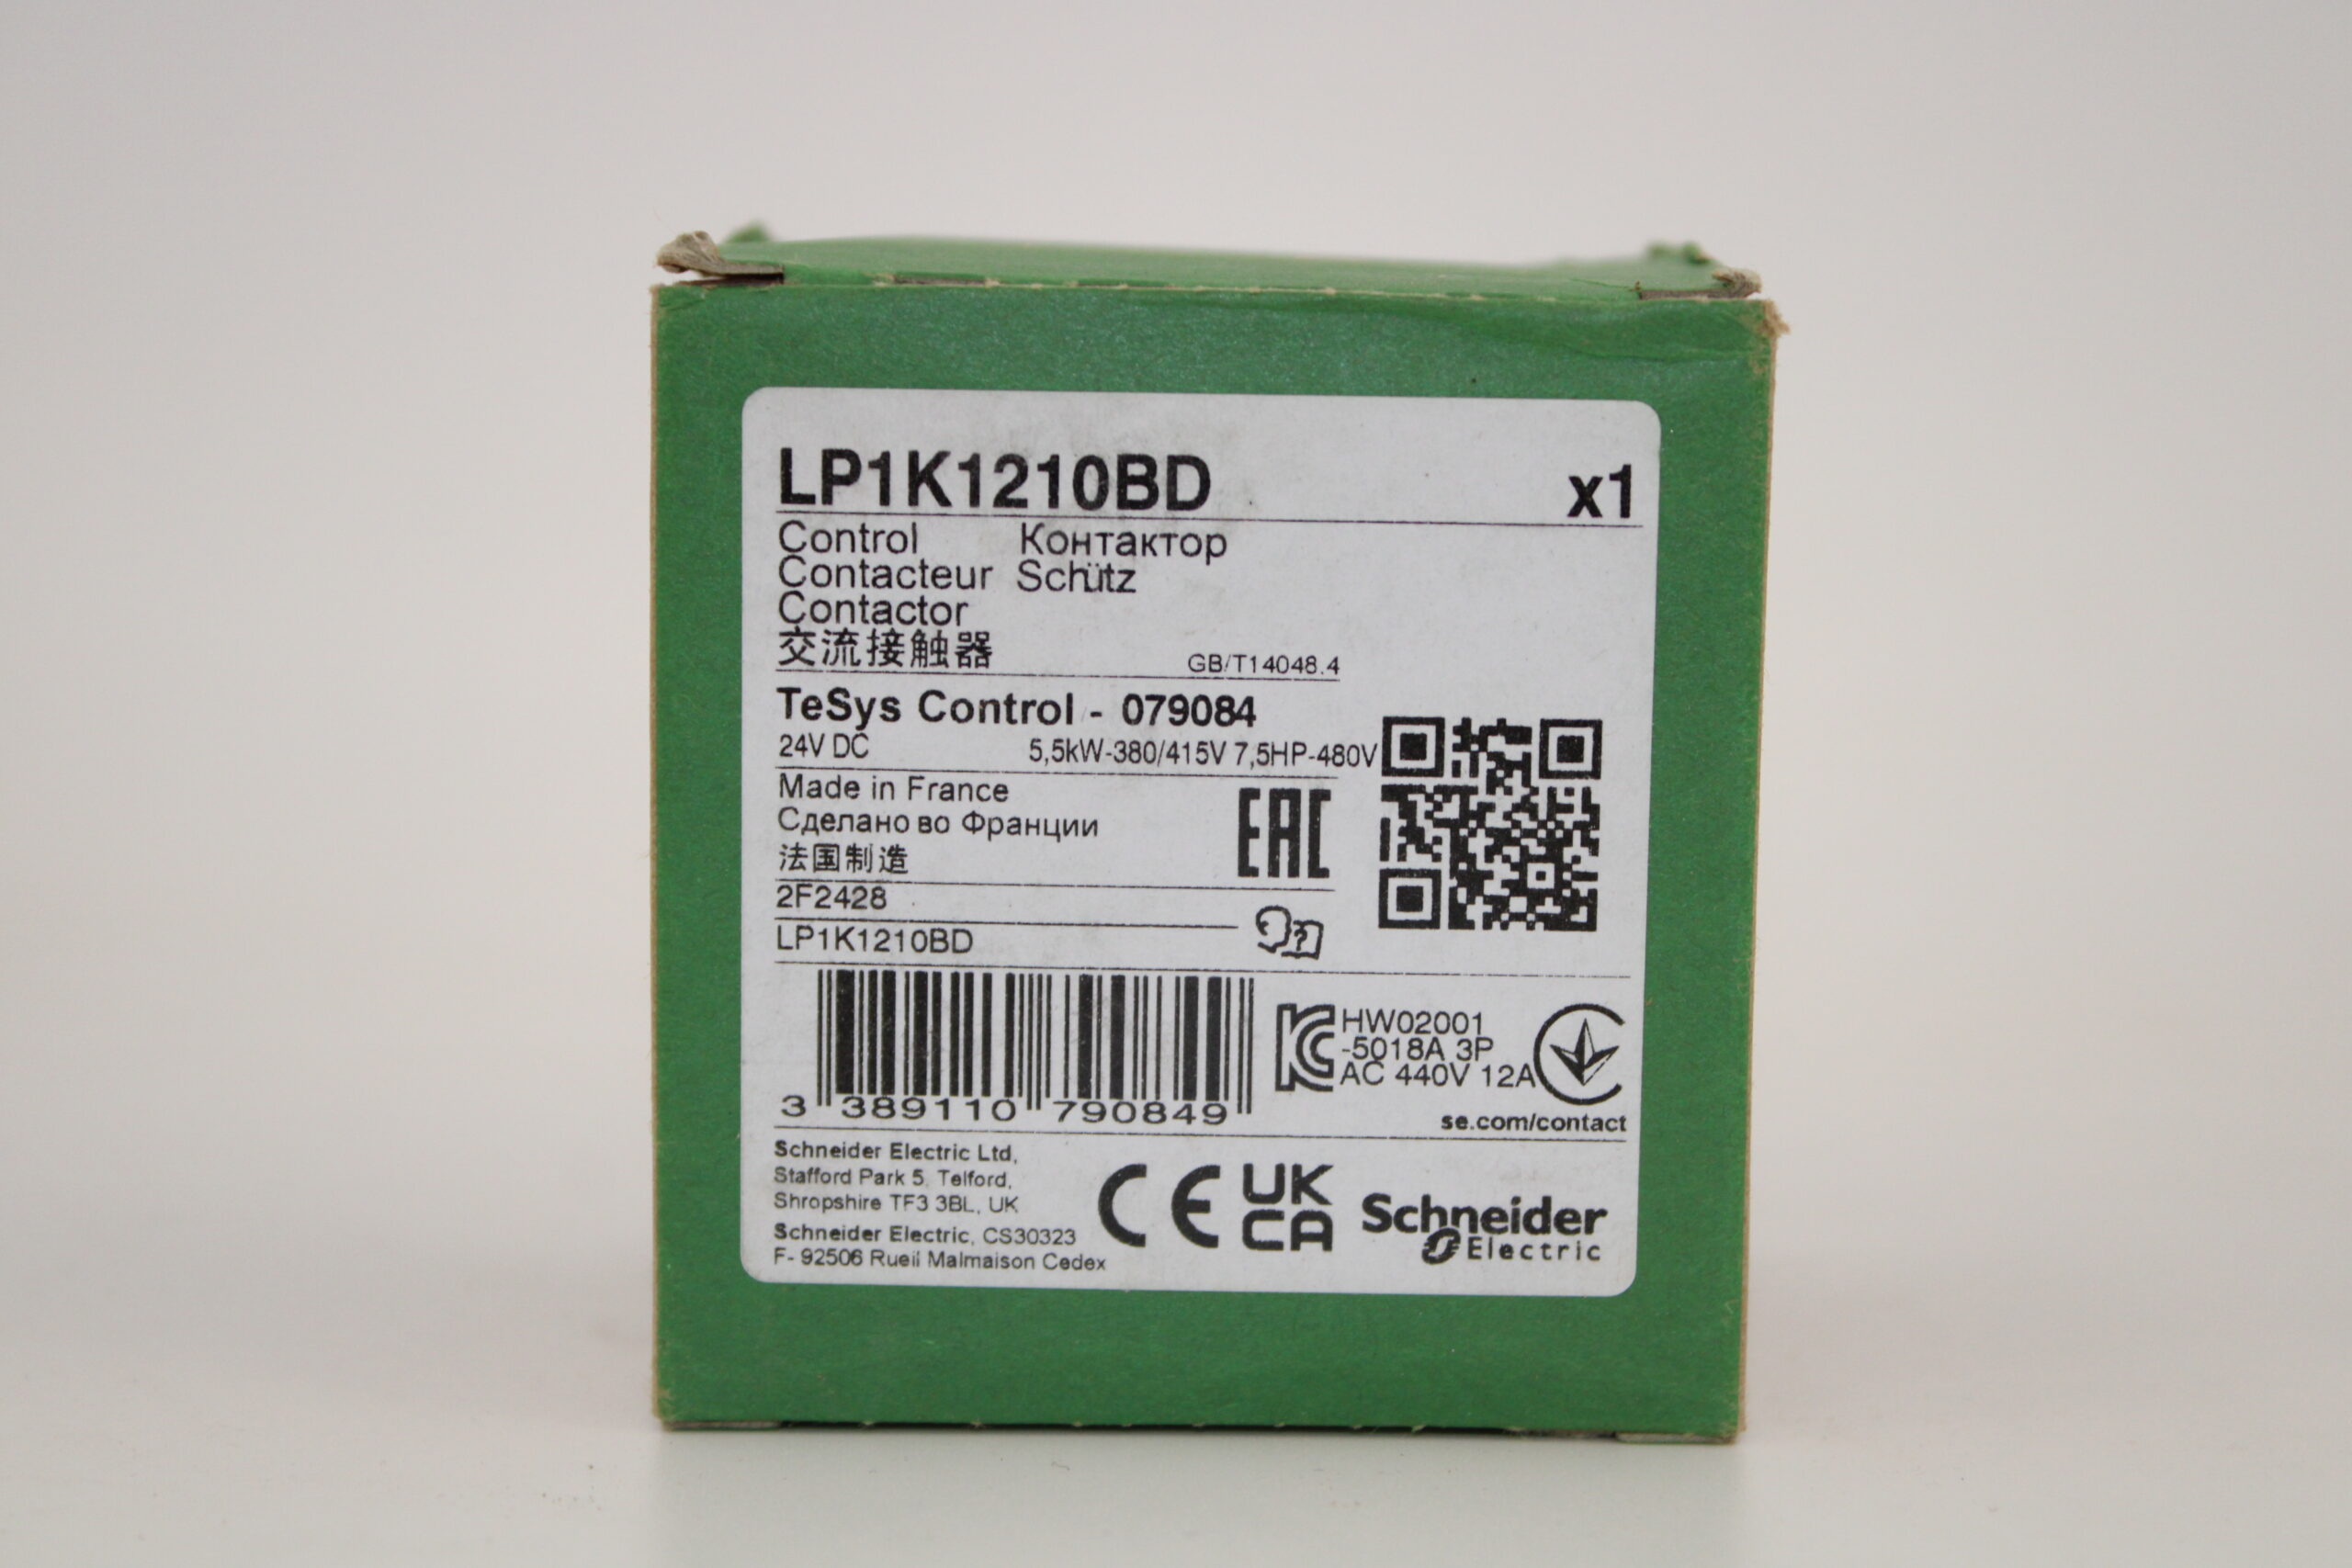 LP1K1210BD x1
Control Контактор
Contacteur Schütz
Contactor
交流接触器 GB/T14048.4
TeSys Control - 079084
24V DC 5,5kW-380/415V 7,5HP-480V
Made in France
Сделано во Франции
法国制造
EAC
2F2428
LP1K1210BD
HW02001
-5018A 3P
AC 440V 12A
3 389110 790849
se.com/contact
Schneider Electric Ltd,
Stafford Park 5, Telford,
Shropshire TF3 3BL, UK
Schneider Electric, CS30323
F- 92506 Rueil Malmaison Cedex
CE
UK
CA
Schneider
Electric